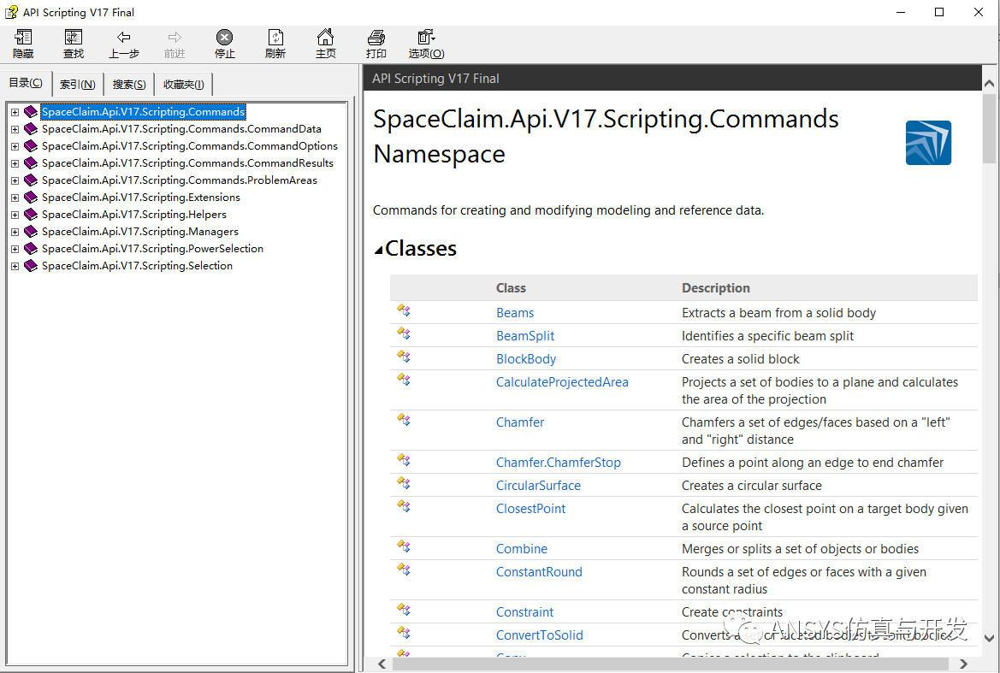 API Scripting V17 Final
隐藏 查找 上一步 前进 停止 刷新 主页 打印 选项(O)
目录(C) 索引(N) 搜索(S) 收藏夹(I)
SpaceClaim.Api.V17.Scripting.Commands
SpaceClaim.Api.V17.Scripting.Commands.CommandData
SpaceClaim.Api.V17.Scripting.Commands.CommandOptions
SpaceClaim.Api.V17.Scripting.Commands.CommandResults
SpaceClaim.Api.V17.Scripting.Commands.ProblemAreas
SpaceClaim.Api.V17.Scripting.Extensions
SpaceClaim.Api.V17.Scripting.Helpers
SpaceClaim.Api.V17.Scripting.Managers
SpaceClaim.Api.V17.Scripting.PowerSelection
SpaceClaim.Api.V17.Scripting.Selection
API Scripting V17 Final
SpaceClaim.Api.V17.Scripting.Commands
Namespace
Commands for creating and modifying modeling and reference data.
Classes
Class Description
Beams Extracts a beam from a solid body
BeamSplit Identifies a specific beam split
BlockBody Creates a solid block
CalculateProjectedArea Projects a set of bodies to a plane and calculates
the area of the projection
Chamfer Chamfers a set of edges/faces based on a "left"
and "right" distance
Chamfer.ChamferStop Defines a point along an edge to end chamfer
CircularSurface Creates a circular surface
ClosestPoint Calculates the closest point on a target body given
a source point
Combine Merges or splits a set of objects or bodies
ConstantRound Rounds a set of edges or faces with a given
constant radius
Constraint Create constraints
ANSYS仿真与开发
ConvertToSolid Converts a set of faceted bodies to solid bodies
Copy Copies a selection to the clipboard